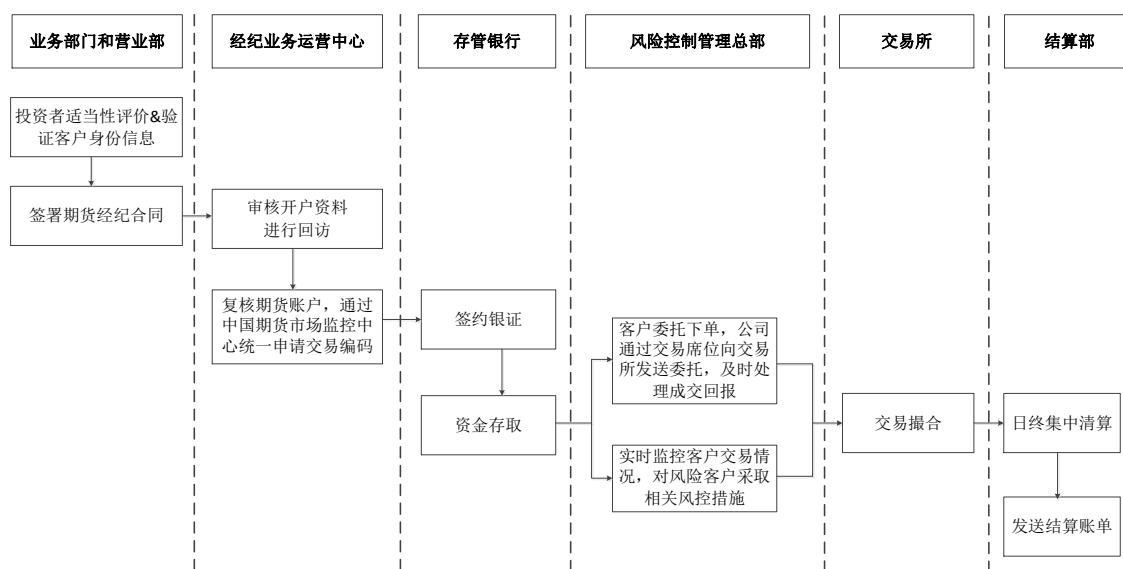 业务部门和营业部
经纪业务运营中心
存管银行
风险控制管理总部
交易所
结算部
投资者适当性评价&验
证客户身份信息
签署期货经纪合同
审核开户资料
进行回访
复核期货账户，通过
中国期货市场监控中
心统一申请交易编码
签约银证
资金存取
客户委托下单，公司
通过交易席位向交易
所发送委托，及时处
理成交回报
实时监控客户交易情
况，对风险客户采取
相关风控措施
交易撮合
日终集中清算
发送结算账单